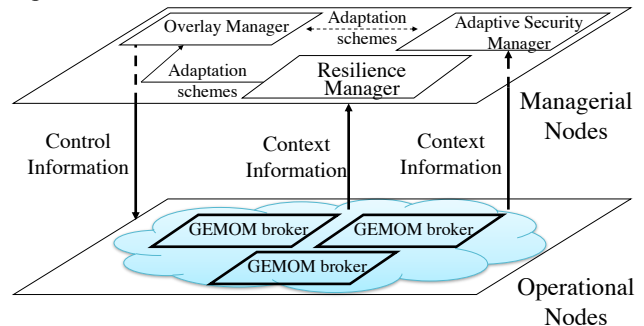 Overlay Manager
Adaptation
schemes
Adaptive Security
Manager
Adaptation
schemes
Resilience
Manager
Managerial
Nodes
Control
Information
Context
Information
Context
Information
GEMOM broker
GEMOM broker
GEMOM broker
Operational
Nodes